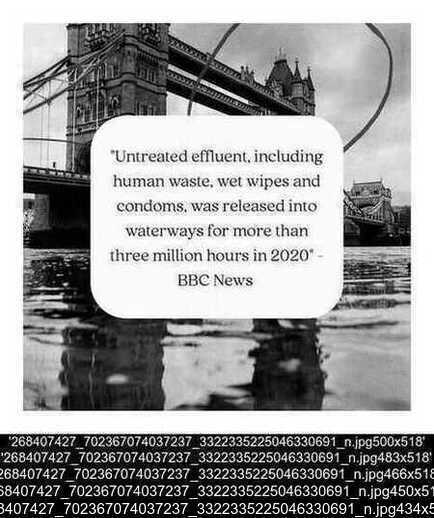 "Untreated effluent, including
human waste, wet wipes and
condoms, was released into
waterways for more than
three million hours in 2020" -
BBC News
'268407427_702367074037237_3322335225046330691_n.jpg500x518'
'268407427_702367074037237_3322335225046330691_n.jpg483x518'
268407427_702367074037237_3322335225046330691_n.jpg466x518
68407427_702367074037237_3322335225046330691_n.jpg450x51
8407427_702367074037237_3322335225046330691_n.jpg434x5